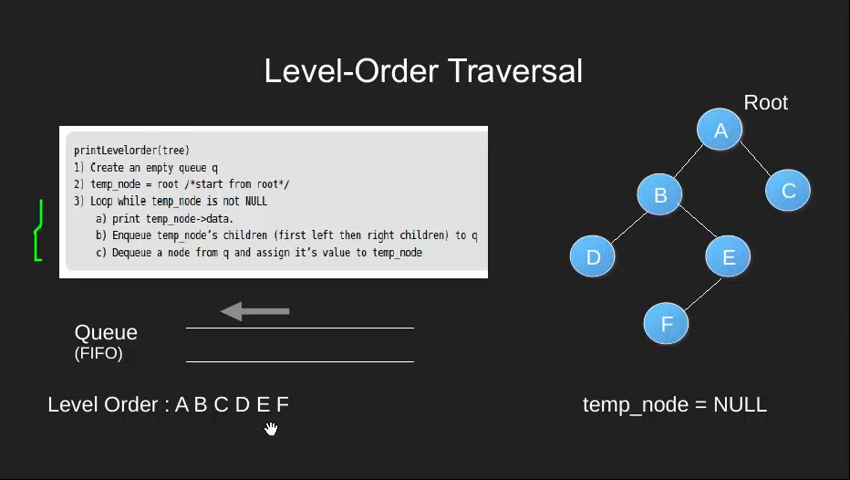 Level-Order Traversal
printLevelorder(tree)
1) Create an empty queue q
2) temp_node = root /*start from root*/
3) Loop while temp_node is not NULL
a) print temp_node->data.
b) Enqueue temp_node's children (first left then right children) to q
c) Dequeue a node from q and assign it's value to temp_node
Root
A
B
C
D
E
F
Queue
(FIFO)
Level Order : A B C D E F
temp_node = NULL